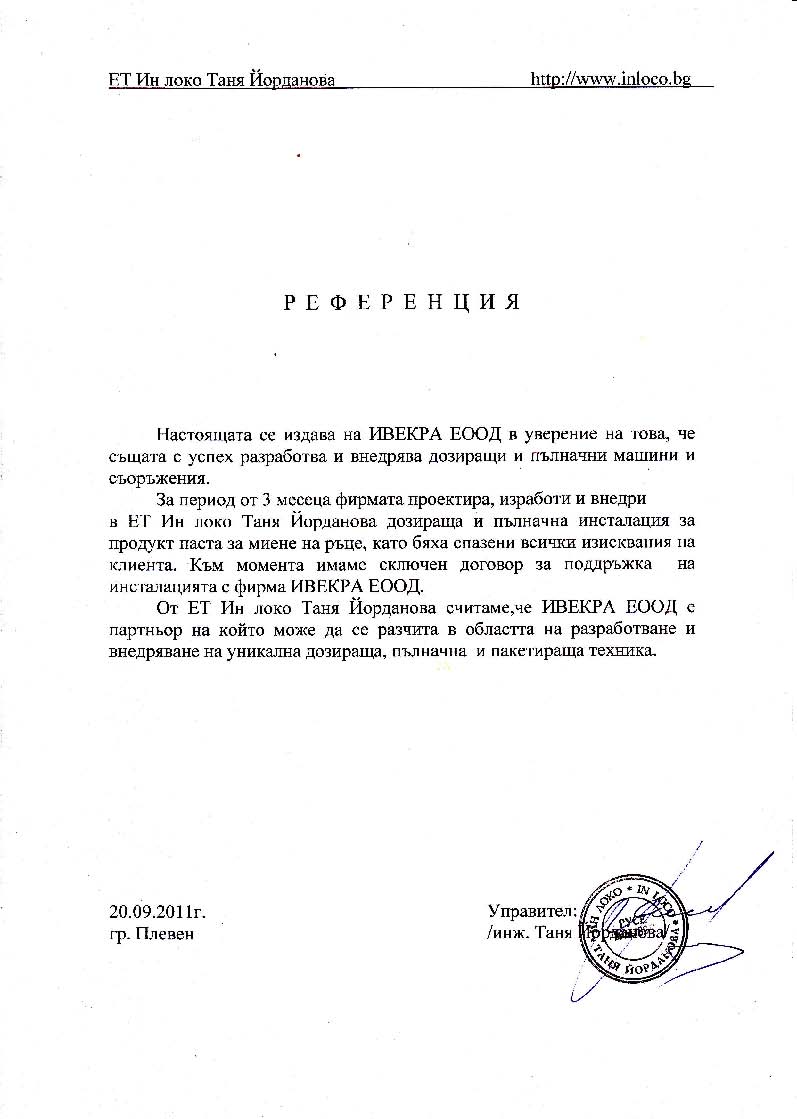 ЕТ Ин локо Таня Йорданова http://www.inloco.bg
Р Е Ф Е Р Е Н Ц И Я
Настоящата се издава на ИВЕКРА ЕООД в уверение на това, че
същата с успех разработва и внедрява дозиращи и пълначни машини и
съоръжения.
За период от 3 месеца фирмата проектира, изработи и внедри
в ЕТ Ин локо Таня Йорданова дозираща и пълначна инсталация за
продукт паста за миене на ръце, като бяха спазени всички изисквания на
клиента. Към момента имаме сключен договор за поддръжка на
инсталацията с фирма ИВЕКРА ЕООД.
От ЕТ Ин локо Таня Йорданова считаме,че ИВЕКРА ЕООД е
партньор на който може да се разчита в областта на разработване и
внедряване на уникална дозираща, пълначна и пакетираща техника.
20.09.2011г. Управител:
гр. Плевен /инж. Таня Йорданова/
ИН ЛОКО * IN LOCO *
ТАНЯ ЙОРДАНОВА
РУСЕ